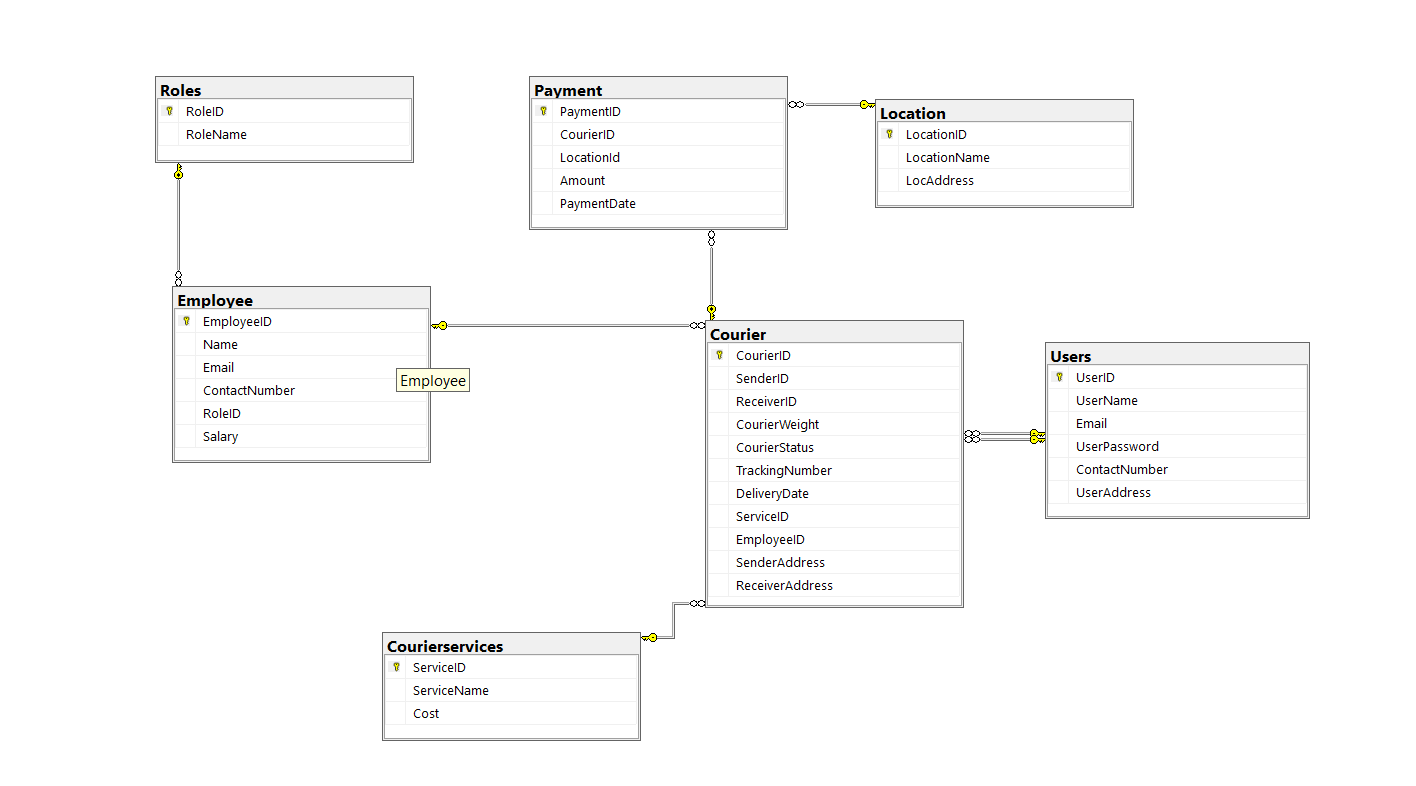 Roles
RoleID
RoleName
Payment
PaymentID
CourierID
LocationId
Amount
PaymentDate
Location
LocationID
LocationName
LocAddress
Employee
EmployeeID
Name
Email
ContactNumber
RoleID
Salary
Employee
Courier
CourierID
SenderID
ReceiverID
CourierWeight
CourierStatus
TrackingNumber
DeliveryDate
ServiceID
EmployeeID
SenderAddress
ReceiverAddress
Users
UserID
UserName
Email
UserPassword
ContactNumber
UserAddress
Courierservices
ServiceID
ServiceName
Cost